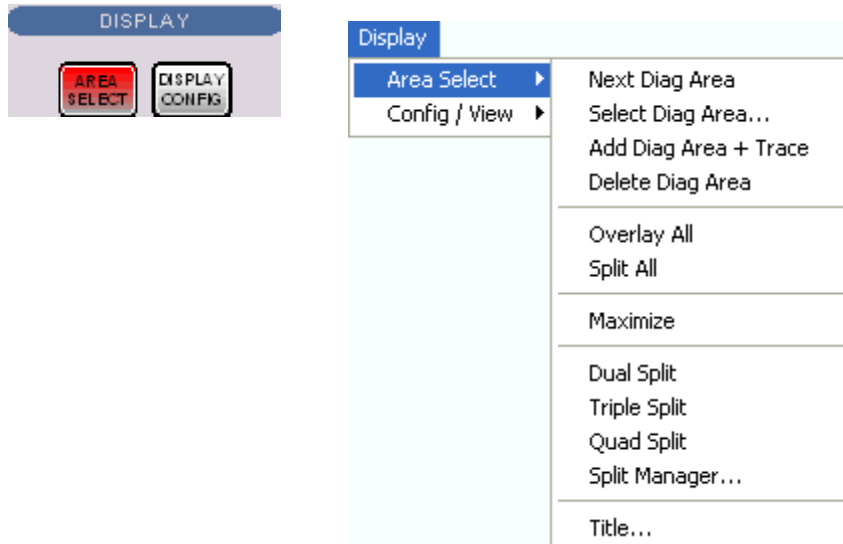 DISPLAY
AREA
SELECT
DISPLAY
CONFIG
Display
Area Select
Config / View
Next Diag Area
Select Diag Area...
Add Diag Area + Trace
Delete Diag Area
Overlay All
Split All
Maximize
Dual Split
Triple Split
Quad Split
Split Manager...
Title...